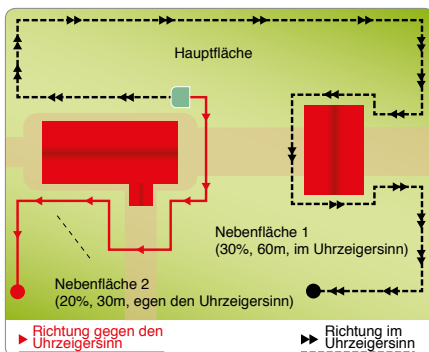 Hauptfläche
Nebenfläche 1
(30%, 60m, im Uhrzeigersinn)
Nebenfläche 2
(20%, 30m, egen den Uhrzeigersinn)
Richtung gegen den
Uhrzeigersinn
Richtung im
Uhrzeigersinn